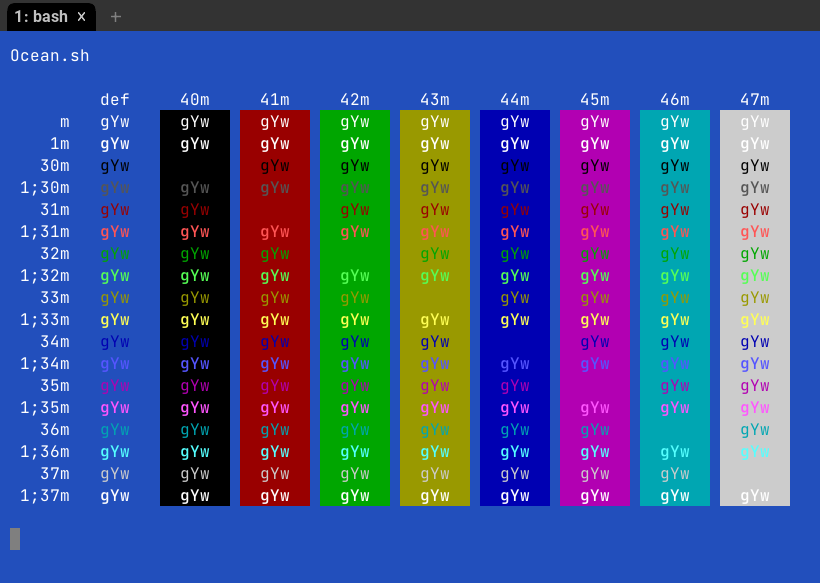 1: bash × +
Ocean.sh
def 40m 41m 42m 43m 44m 45m 46m 47m
m gYw gYw gYw gYw gYw gYw gYw gYw gYw
1m gYw gYw gYw gYw gYw gYw gYw gYw gYw
30m gYw gYw gYw gYw gYw gYw gYw gYw
1;30m gYw gYw gYw gYw gYw gYw gYw gYw gYw
31m gYw gYw gYw gYw gYw gYw gYw gYw
1;31m gYw gYw gYw gYw gYw gYw gYw gYw gYw
32m gYw gYw gYw gYw gYw gYw gYw gYw
1;32m gYw gYw gYw gYw gYw gYw gYw gYw gYw
33m gYw gYw gYw gYw gYw gYw gYw gYw
1;33m gYw gYw gYw gYw gYw gYw gYw gYw gYw
34m gYw gYw gYw gYw gYw gYw gYw gYw
1;34m gYw gYw gYw gYw gYw gYw gYw gYw gYw
35m gYw gYw gYw gYw gYw gYw gYw gYw
1;35m gYw gYw gYw gYw gYw gYw gYw gYw gYw
36m gYw gYw gYw gYw gYw gYw gYw gYw
1;36m gYw gYw gYw gYw gYw gYw gYw gYw gYw
37m gYw gYw gYw gYw gYw gYw gYw gYw
1;37m gYw gYw gYw gYw gYw gYw gYw gYw gYw